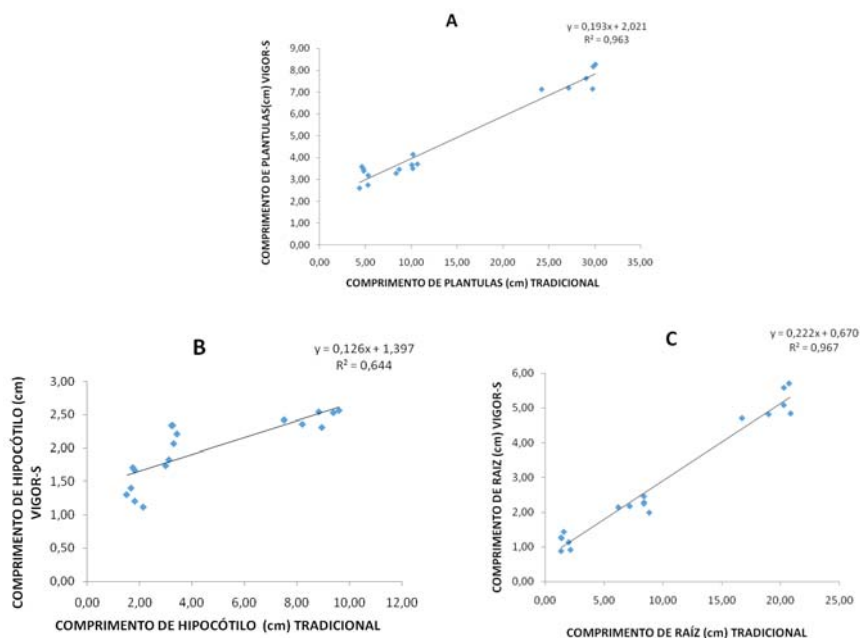 A
y = 0,193x + 2,021
R² = 0,963
COMPRIMENTO DE PLANTULAS(cm) VIGOR-S
9,00
8,00
7,00
6,00
5,00
4,00
3,00
2,00
1,00
0,00
0,00 5,00 10,00 15,00 20,00 25,00 30,00 35,00
COMPRIMENTO DE PLANTULAS (cm) TRADICIONAL
B
y = 0,126x + 1,397
R² = 0,644
COMPRIMENTO DE HIPOCÓTILO (cm)
VIGOR-S
3,00
2,50
2,00
1,50
1,00
0,50
0,00
0,00 2,00 4,00 6,00 8,00 10,00 12,00
COMPRIMENTO DE HIPOCÓTILO (cm) TRADICIONAL
C
y = 0,222x + 0,670
R² = 0,967
COMPRIMENTO DE RAIZ (cm) VIGOR-S
6,00
5,00
4,00
3,00
2,00
1,00
0,00
0,00 5,00 10,00 15,00 20,00 25,00
COMPRIMENTO DE RAÍZ (cm) TRADICIONAL